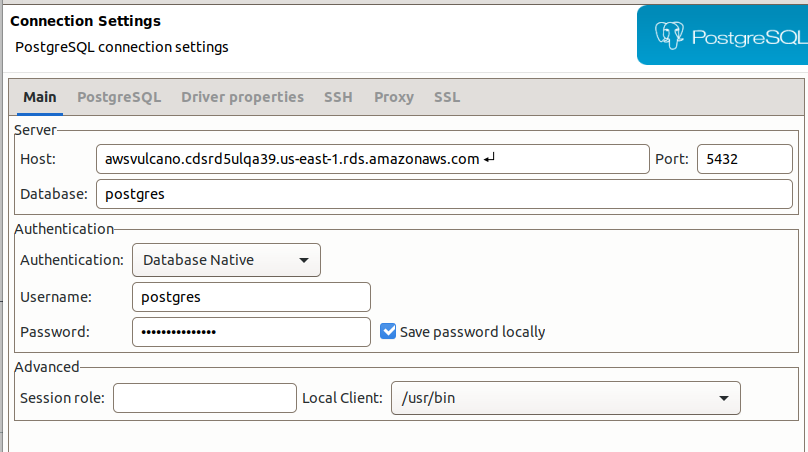 Connection Settings
PostgreSQL connection settings
PostgreSQL
Main PostgreSQL Driver properties SSH Proxy SSL
Server
Host: awsvulcano.cdsrd5ulqa39.us-east-1.rds.amazonaws.com ↵ Port: 5432
Database: postgres
Authentication
Authentication: Database Native
Username: postgres
Password: •••••••••••••••  Save password locally
Advanced
Session role: Local Client: /usr/bin